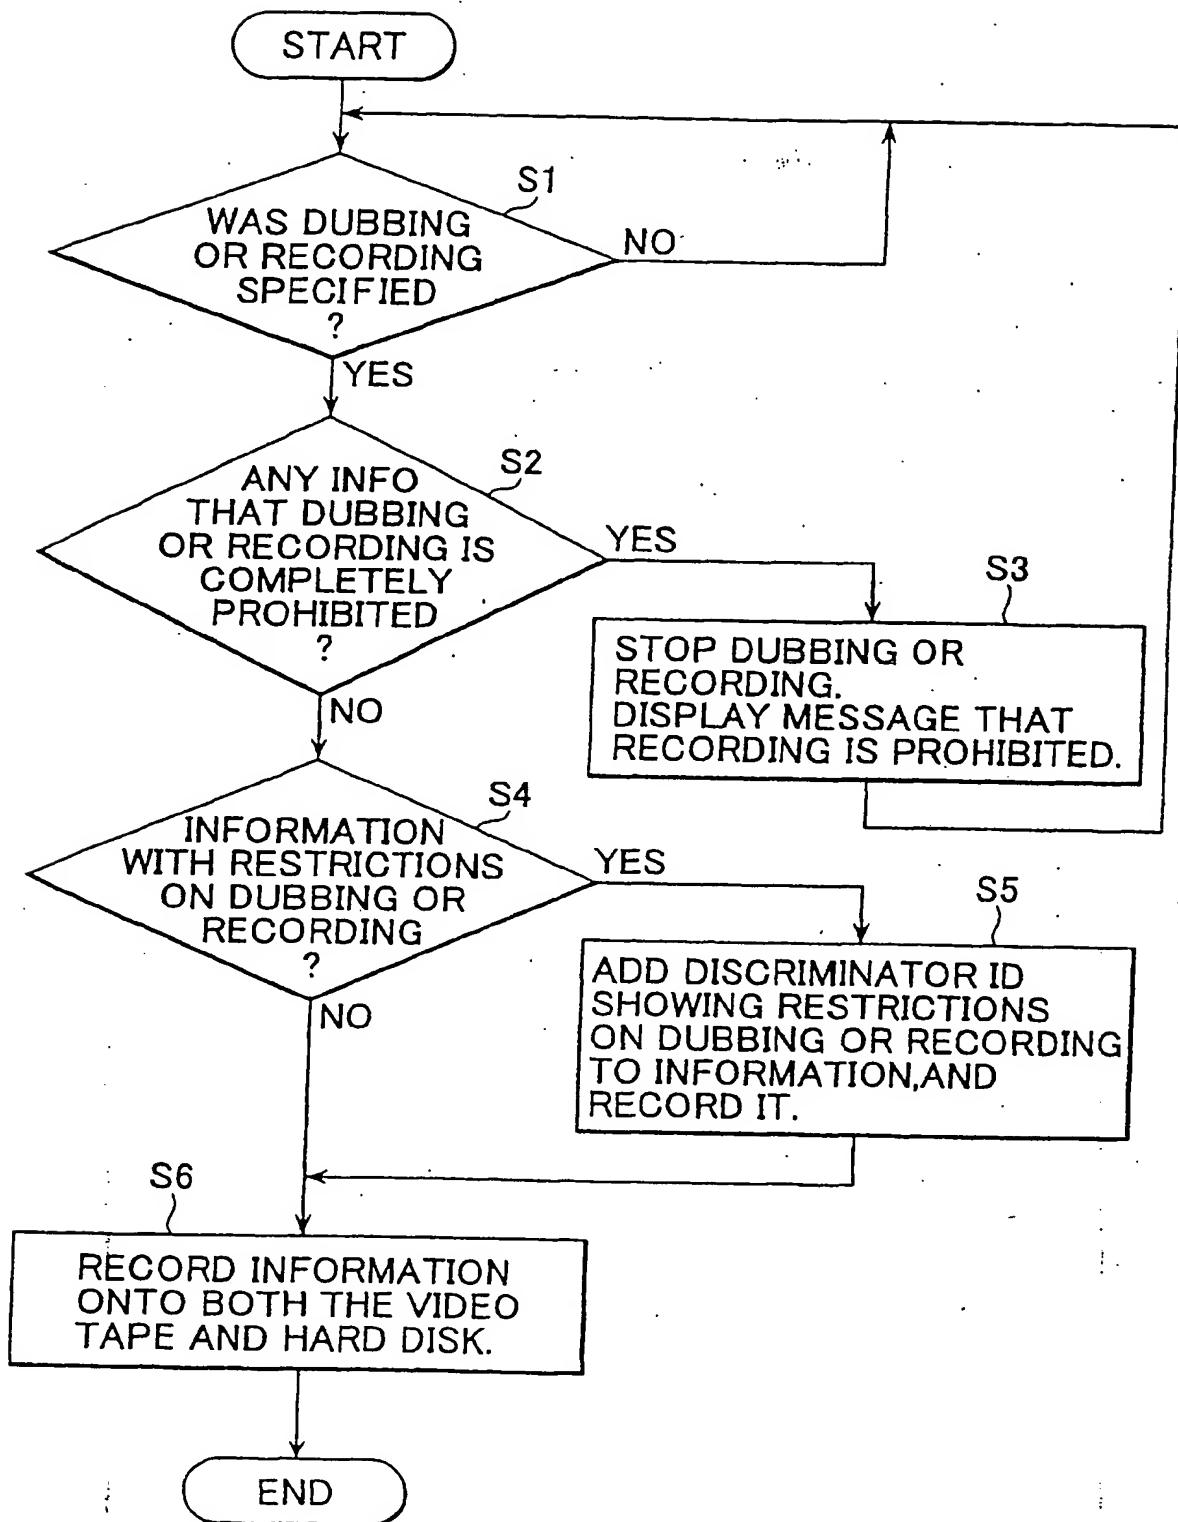 START
S1
WAS DUBBING
OR RECORDING
SPECIFIED
?
NO
YES
S2
ANY INFO
THAT DUBBING
OR RECORDING IS
COMPLETELY
PROHIBITED
?
YES
NO
S3
STOP DUBBING OR
RECORDING.
DISPLAY MESSAGE THAT
RECORDING IS PROHIBITED.
S4
INFORMATION
WITH RESTRICTIONS
ON DUBBING OR
RECORDING
?
YES
NO
S5
ADD DISCRIMINATOR ID
SHOWING RESTRICTIONS
ON DUBBING OR RECORDING
TO INFORMATION,AND
RECORD IT.
S6
RECORD INFORMATION
ONTO BOTH THE VIDEO
TAPE AND HARD DISK.
END